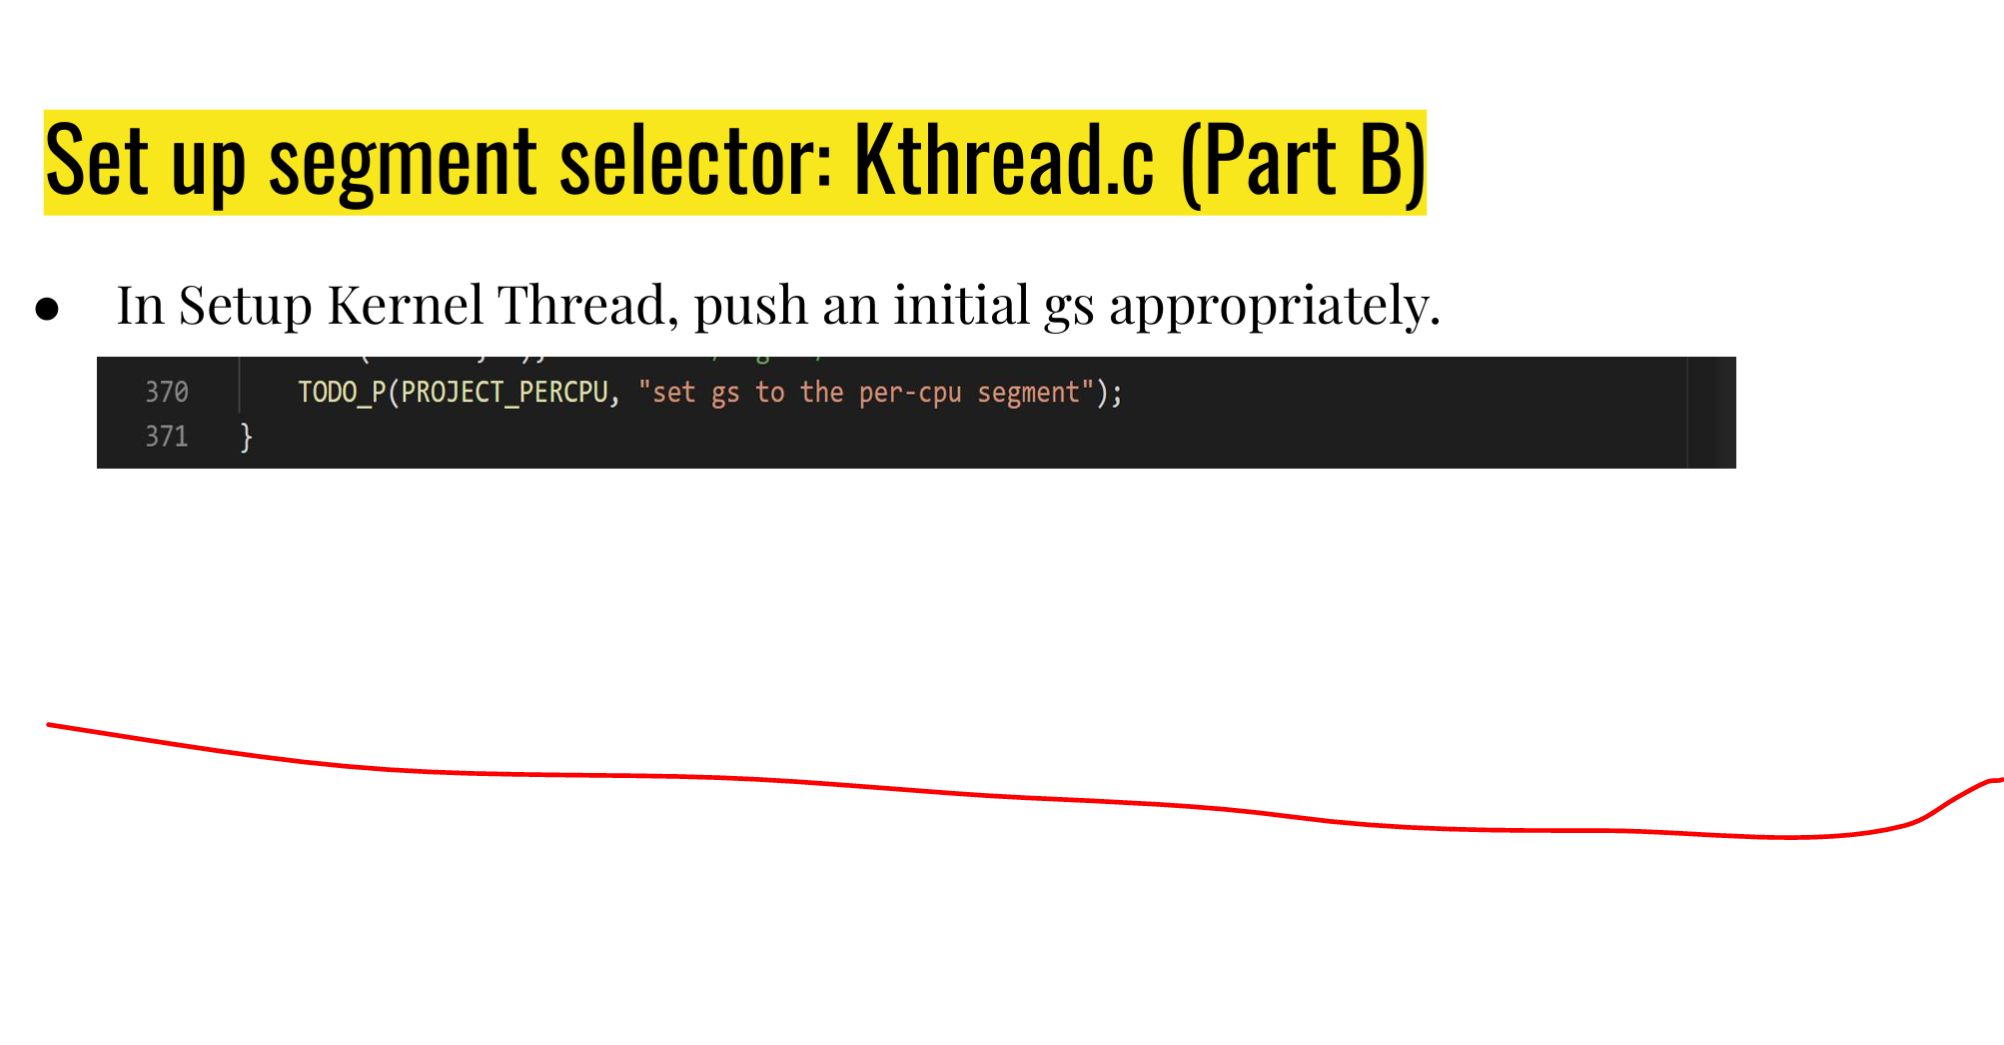 Set up segment selector: Kthread.c (Part B)
● In Setup Kernel Thread, push an initial gs appropriately.
370 TODO_P(PROJECT_PERCPU, "set gs to the per-cpu segment");
371 }